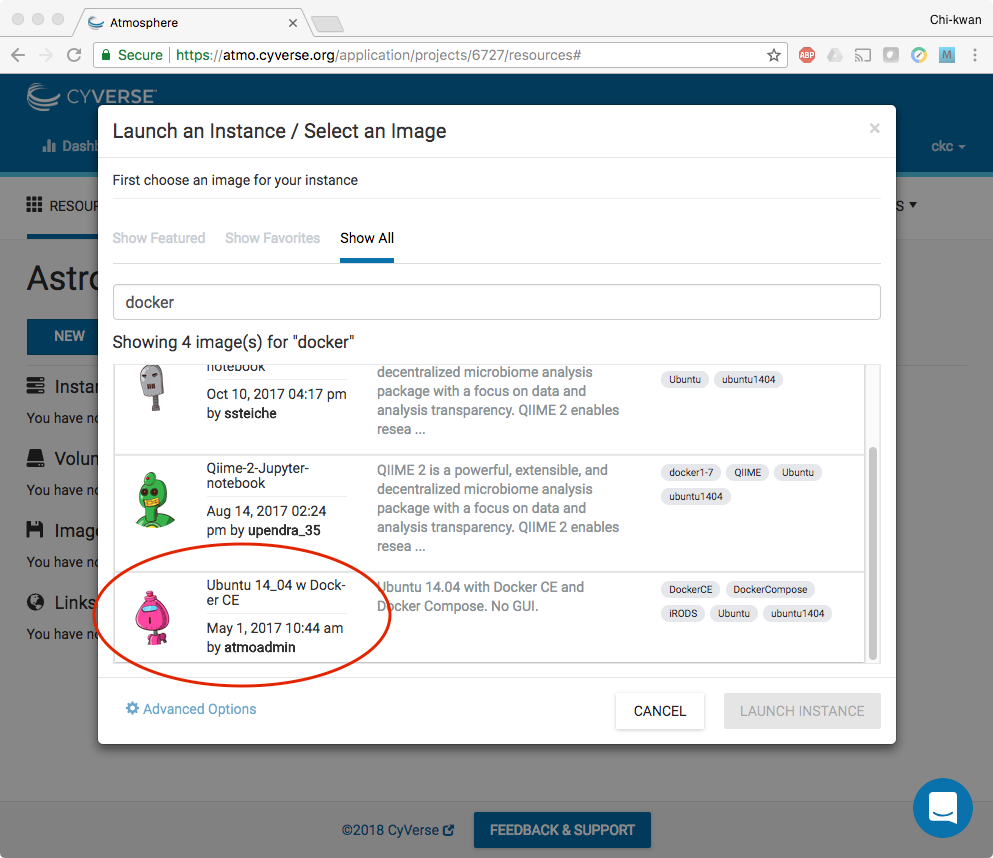 Atmosphere
Chi-kwan
Secure https://atmo.cyverse.org/application/projects/6727/resources#
ABP
M
CYVERSE
Launch an Instance / Select an Image
Dashb
ckc
First choose an image for your instance
RESOUR
S
Show Featured Show Favorites Show All
Astro
docker
NEW
Showing 4 image(s) for "docker"
notebook
Oct 10, 2017 04:17 pm
by ssteiche
decentralized microbiome analysis
package with a focus on data and
analysis transparency. QIIME 2 enables
resea ...
Ubuntu ubuntu1404
Instan
You have no
Volun
You have no
Image
You have no
Links
You have no
Qiime-2-Jupyter-
notebook
Aug 14, 2017 02:24
pm by upendra_35
QIIME 2 is a powerful, extensible, and
decentralized microbiome analysis
package with a focus on data and
analysis transparency. QIIME 2 enables
resea ...
docker1-7 QIIME Ubuntu
ubuntu1404
Ubuntu 14_04 w Dock-
er CE
May 1, 2017 10:44 am
by atmoadmin
Ubuntu 14.04 with Docker CE and
Docker Compose. No GUI.
DockerCE DockerCompose
iRODS Ubuntu ubuntu1404
Advanced Options
CANCEL
LAUNCH INSTANCE
©2018 CyVerse
FEEDBACK & SUPPORT